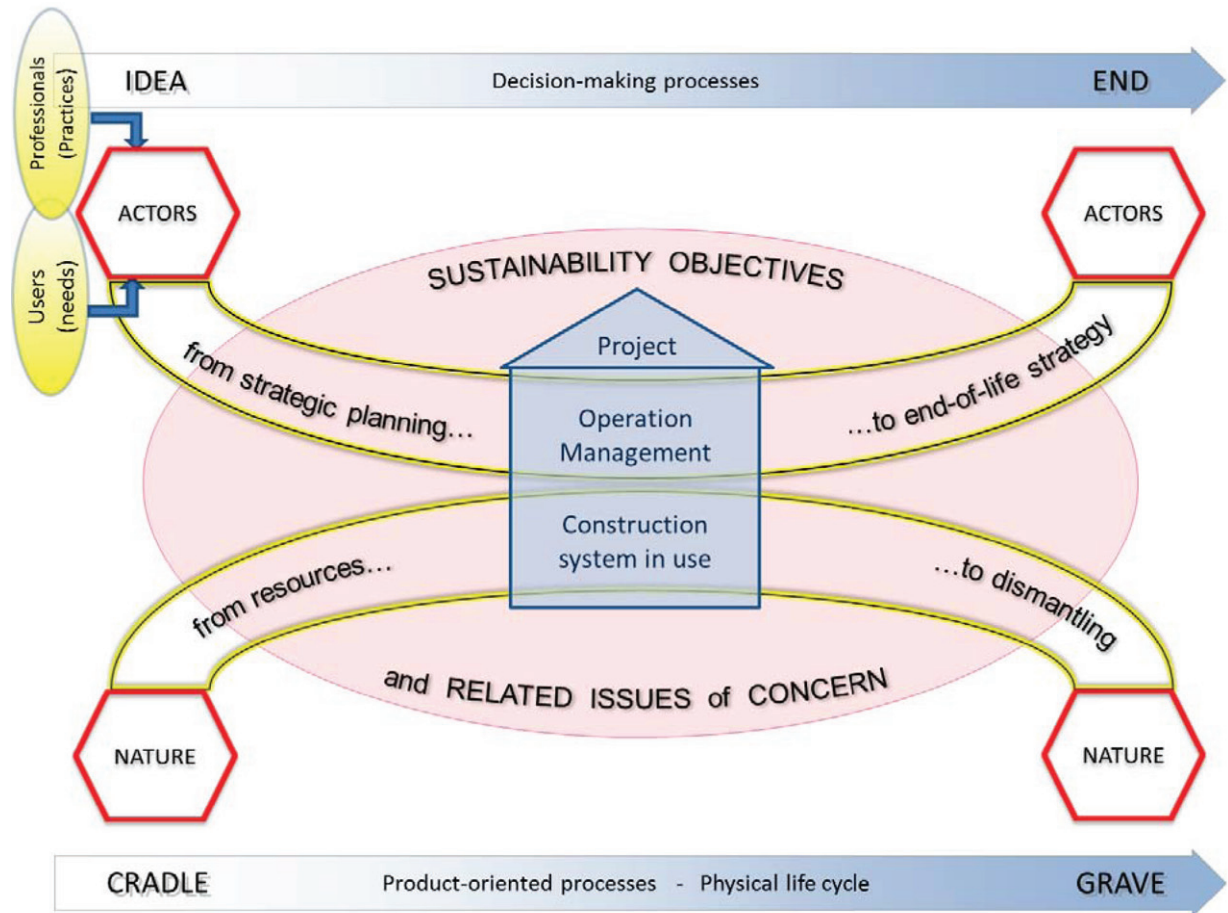 IDEA Decision-making processes END
Professionals
(Practices)
Users
(needs)
ACTORS
ACTORS
SUSTAINABILITY OBJECTIVES
Project
from strategic planning...
Operation
Management
...to end-of-life strategy
Construction
system in use
from resources...
...to dismantling
and RELATED ISSUES of CONCERN
NATURE
NATURE
CRADLE Product-oriented processes - Physical life cycle GRAVE